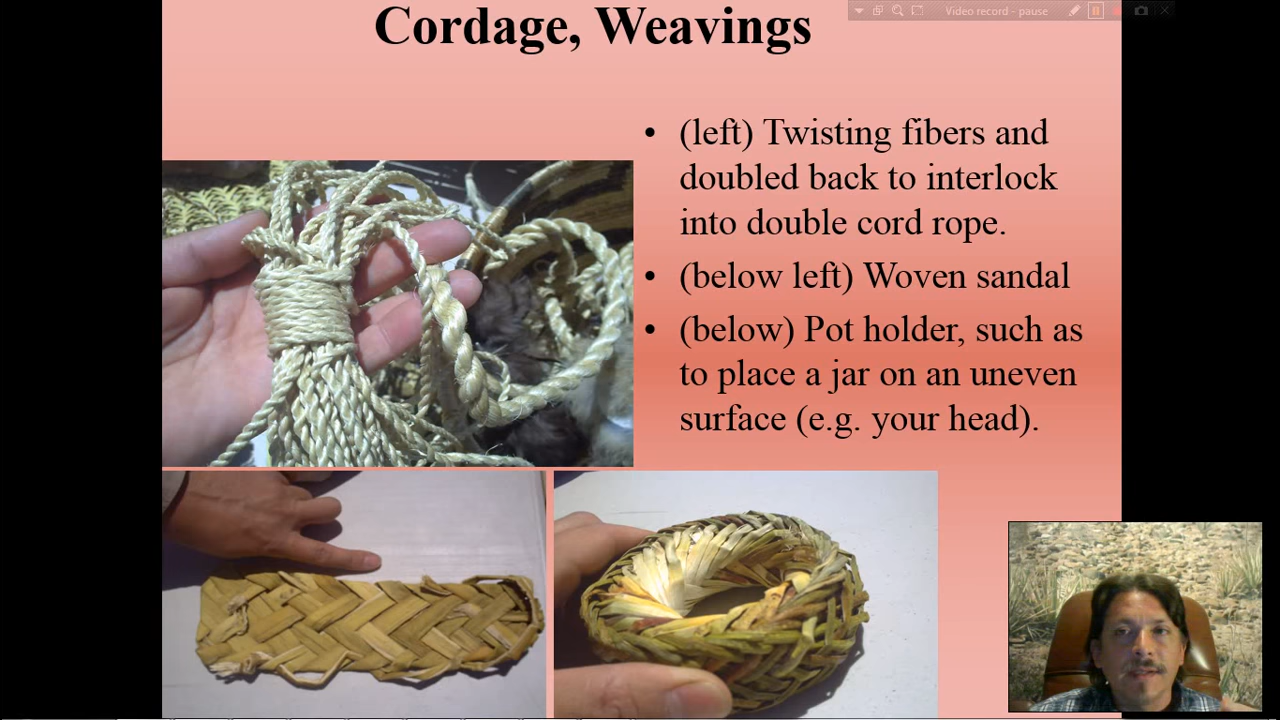 Video record - pause
Cordage, Weavings
• (left) Twisting fibers and
doubled back to interlock
into double cord rope.
• (below left) Woven sandal
• (below) Pot holder, such as
to place a jar on an uneven
surface (e.g. your head).